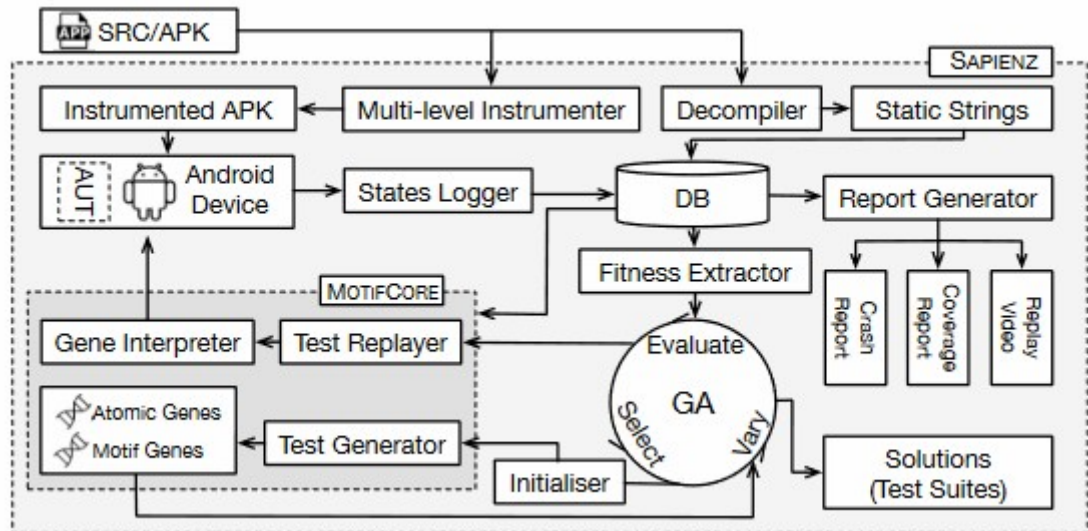 APP
SRC/APK
SAPIENZ
Instrumented APK
Multi-level Instrumenter
Decompiler
Static Strings
AUT
Android
Device
States Logger
DB
Report Generator
Fitness Extractor
Crash
Report
Coverage
Report
Replay
Video
MOTIFCORE
Gene Interpreter
Test Replayer
Evaluate
GA
Select
Vary
Atomic Genes
Motif Genes
Test Generator
Initialiser
Solutions
(Test Suites)